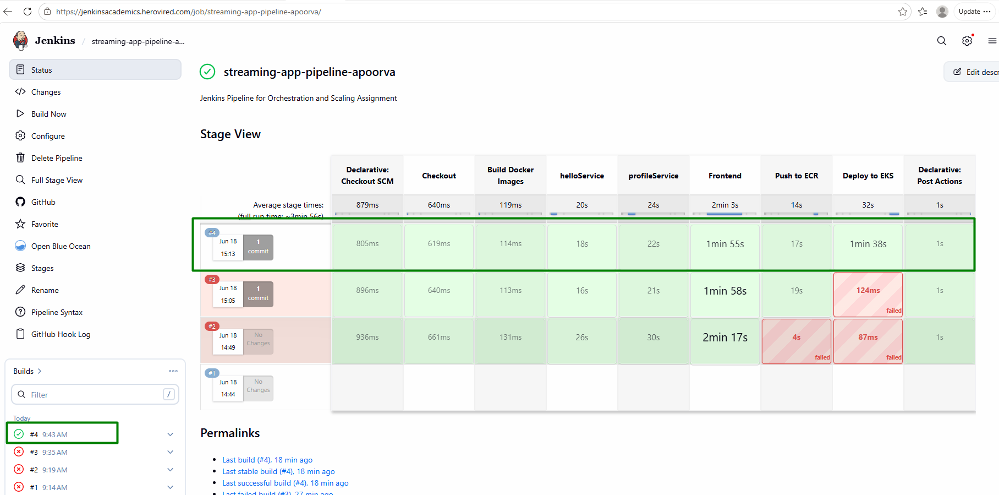 https://jenkinsacademics.herovired.com/job/streaming-app-pipeline-apoorva/
Update
Jenkins / streaming-app-pipeline-a...
Status
Changes
Build Now
Configure
Delete Pipeline
Full Stage View
GitHub
Favorite
Open Blue Ocean
Stages
Rename
Pipeline Syntax
GitHub Hook Log
Builds
Filter /
Today
#4 9:43 AM
#3 9:35 AM
#2 9:19 AM
#1 9:14 AM
streaming-app-pipeline-apoorva
Edit descr
Jenkins Pipeline for Orchestration and Scaling Assignment
Stage View
Declarative: Checkout SCM Checkout Build Docker Images helloService profileService Frontend Push to ECR Deploy to EKS Declarative: Post Actions
Average stage times: 879ms 640ms 119ms 20s 24s 2min 3s 14s 32s 1s
(full run time: ~3min 56s)
#4 Jun 18 15:13 1 commit 805ms 619ms 114ms 18s 22s 1min 55s 17s 1min 38s 1s
#3 Jun 18 15:05 1 commit 896ms 640ms 113ms 16s 21s 1min 58s 19s 124ms failed 1s
#2 Jun 18 14:49 No Changes 936ms 661ms 131ms 26s 30s 2min 17s 4s failed 87ms failed 1s
#1 Jun 18 14:44 No Changes
Permalinks
Last build (#4), 18 min ago
Last stable build (#4), 18 min ago
Last successful build (#4), 18 min ago
Last failed build (#3), 27 min ago